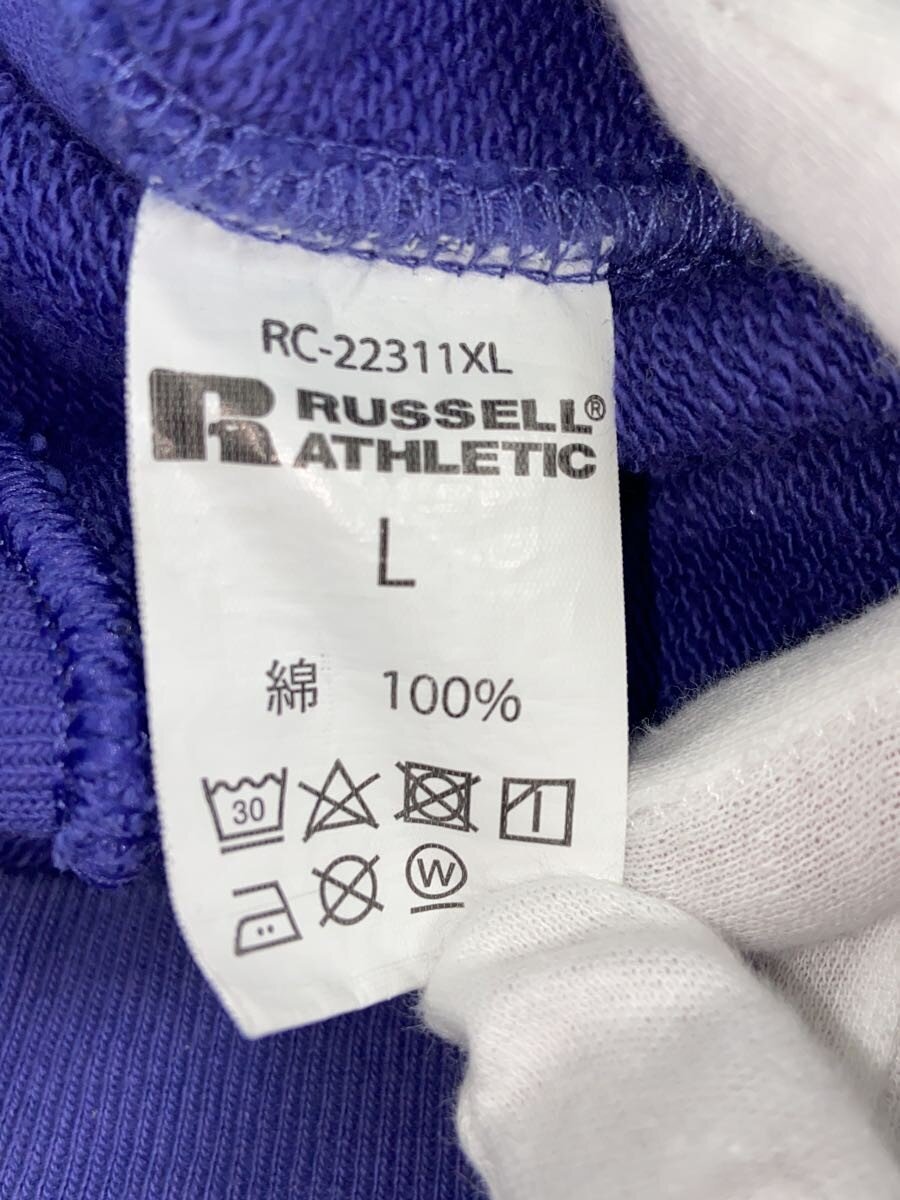 RC-22311XL
R RUSSELL®
ATHLETIC
L
綿 100%
30
W